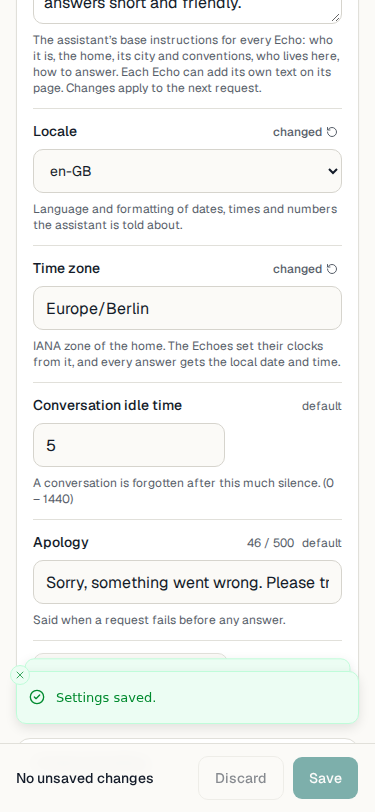 answers short and friendly.
The assistant's base instructions for every Echo: who
it is, the home, its city and conventions, who lives here,
how to answer. Each Echo can add its own text on its
page. Changes apply to the next request.
Locale changed
en-GB
Language and formatting of dates, times and numbers
the assistant is told about.
Time zone changed
Europe/Berlin
IANA zone of the home. The Echoes set their clocks
from it, and every answer gets the local date and time.
Conversation idle time default
5
A conversation is forgotten after this much silence. (0
– 1440)
Apology 46 / 500 default
Sorry, something went wrong. Please tr
Said when a request fails before any answer.
Settings saved.
No unsaved changes Discard Save